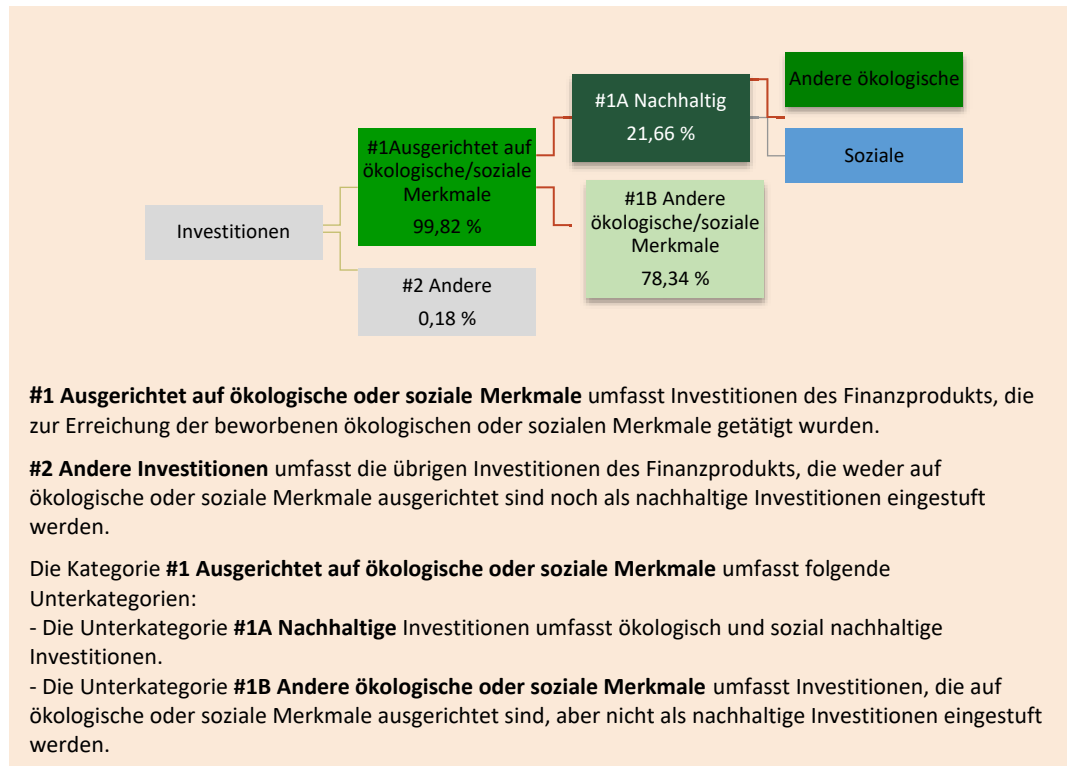 Andere ökologische
#1A Nachhaltig
21,66 %
Soziale
#1Ausgerichtet auf
ökologische/soziale
Merkmale
99,82 %
#1B Andere
ökologische/soziale
Merkmale
78,34 %
Investitionen
#2 Andere
0,18 %
#1 Ausgerichtet auf ökologische oder soziale Merkmale umfasst Investitionen des Finanzprodukts, die
zur Erreichung der beworbenen ökologischen oder sozialen Merkmale getätigt wurden.
#2 Andere Investitionen umfasst die übrigen Investitionen des Finanzprodukts, die weder auf
ökologische oder soziale Merkmale ausgerichtet sind noch als nachhaltige Investitionen eingestuft
werden.
Die Kategorie #1 Ausgerichtet auf ökologische oder soziale Merkmale umfasst folgende
Unterkategorien:
- Die Unterkategorie #1A Nachhaltige Investitionen umfasst ökologisch und sozial nachhaltige
Investitionen.
- Die Unterkategorie #1B Andere ökologische oder soziale Merkmale umfasst Investitionen, die auf
ökologische oder soziale Merkmale ausgerichtet sind, aber nicht als nachhaltige Investitionen eingestuft
werden.